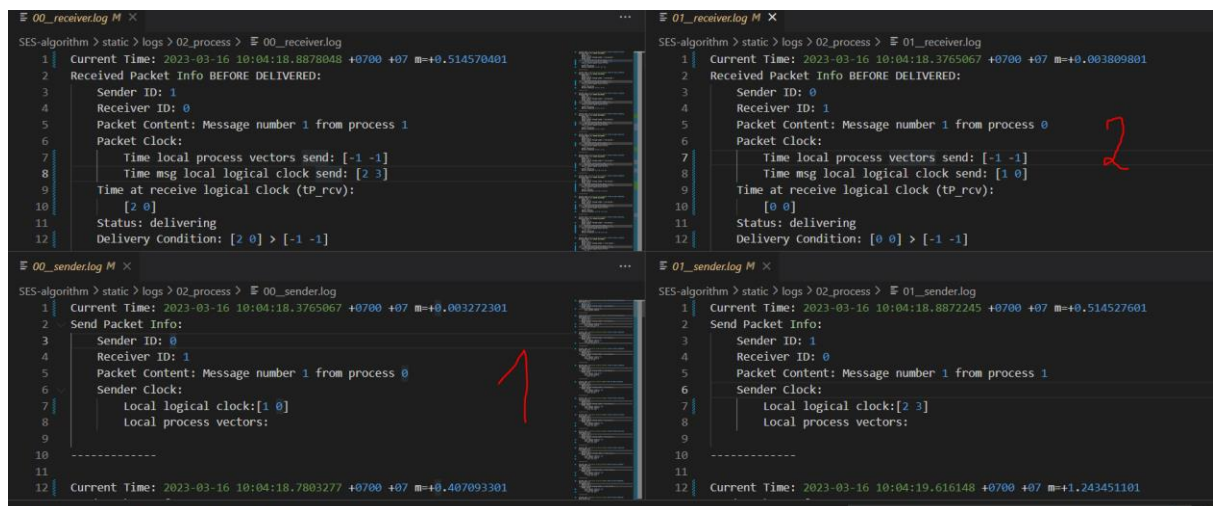 00__receiver.log M ×
SES-algorithm > static > logs > 02_process > 00__receiver.log
1 Current Time: 2023-03-16 10:04:18.8878048 +0700 +07 m=+0.514570401
2 Received Packet Info BEFORE DELIVERED:
3 Sender ID: 1
4 Receiver ID: 0
5 Packet Content: Message number 1 from process 1
6 Packet Clock:
7 Time local process vectors send: [-1 -1]
8 Time msg local logical clock send: [2 3]
9 Time at receive logical Clock (tP_rcv):
10 [2 0]
11 Status: delivering
12 Delivery Condition: [2 0] > [-1 -1]
01__receiver.log M ×
SES-algorithm > static > logs > 02_process > 01__receiver.log
1 Current Time: 2023-03-16 10:04:18.3765067 +0700 +07 m=+0.003809801
2 Received Packet Info BEFORE DELIVERED:
3 Sender ID: 0
4 Receiver ID: 1
5 Packet Content: Message number 1 from process 0
6 Packet Clock:
7 Time local process vectors send: [-1 -1]
8 Time msg local logical clock send: [1 0]
9 Time at receive logical Clock (tP_rcv):
10 [0 0]
11 Status: delivering
12 Delivery Condition: [0 0] > [-1 -1]
2
00__sender.log M ×
SES-algorithm > static > logs > 02_process > 00__sender.log
1 Current Time: 2023-03-16 10:04:18.3765067 +0700 +07 m=+0.003272301
2 Send Packet Info:
3 Sender ID: 0
4 Receiver ID: 1
5 Packet Content: Message number 1 from process 0
6 Sender Clock:
7 Local logical clock:[1 0]
8 Local process vectors:
9
10 -------------
11
12 Current Time: 2023-03-16 10:04:18.7803277 +0700 +07 m=+0.407093301
1
01__sender.log M ×
SES-algorithm > static > logs > 02_process > 01__sender.log
1 Current Time: 2023-03-16 10:04:18.8872245 +0700 +07 m=+0.514527601
2 Send Packet Info:
3 Sender ID: 1
4 Receiver ID: 0
5 Packet Content: Message number 1 from process 1
6 Sender Clock:
7 Local logical clock:[2 3]
8 Local process vectors:
9
10 -------------
11
12 Current Time: 2023-03-16 10:04:19.616148 +0700 +07 m=+1.243451101